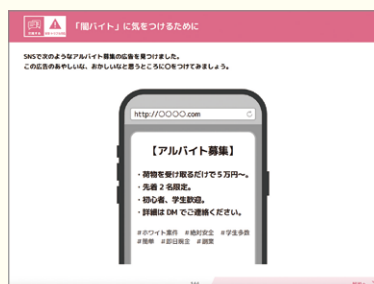 「闇バイト」に気をつけるために
SNSで次のようなアルバイト募集の広告を見つけました。
この広告のあやしいな、おかしいなと思うところに○をつけてみましょう。
http://○○○○.com
【アルバイト募集】
・荷物を受け取るだけで5万円〜。
・先着2名限定。
・初心者、学生歓迎。
・詳細はDMでご連絡ください。
#ホワイト案件 #絶対安全 #学生多数
#簡単 #即日現金 #副業